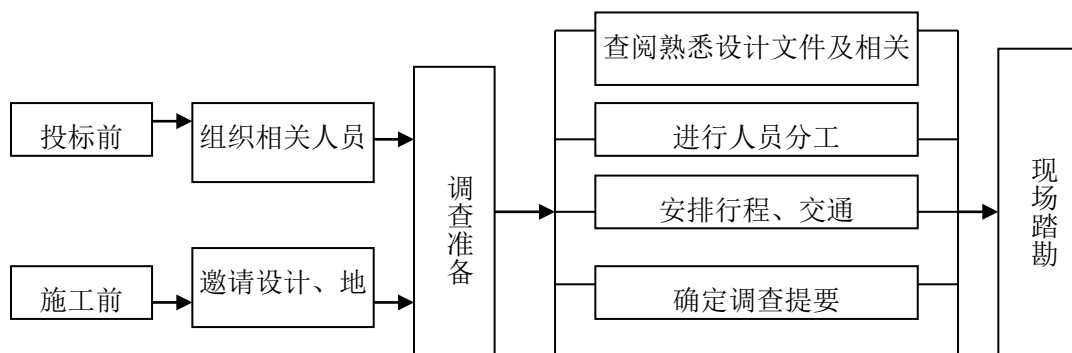 投标前
组织相关人员
施工前
邀请设计、地
调查准备
查阅熟悉设计文件及相关
进行人员分工
安排行程、交通
确定调查提要
现场踏勘